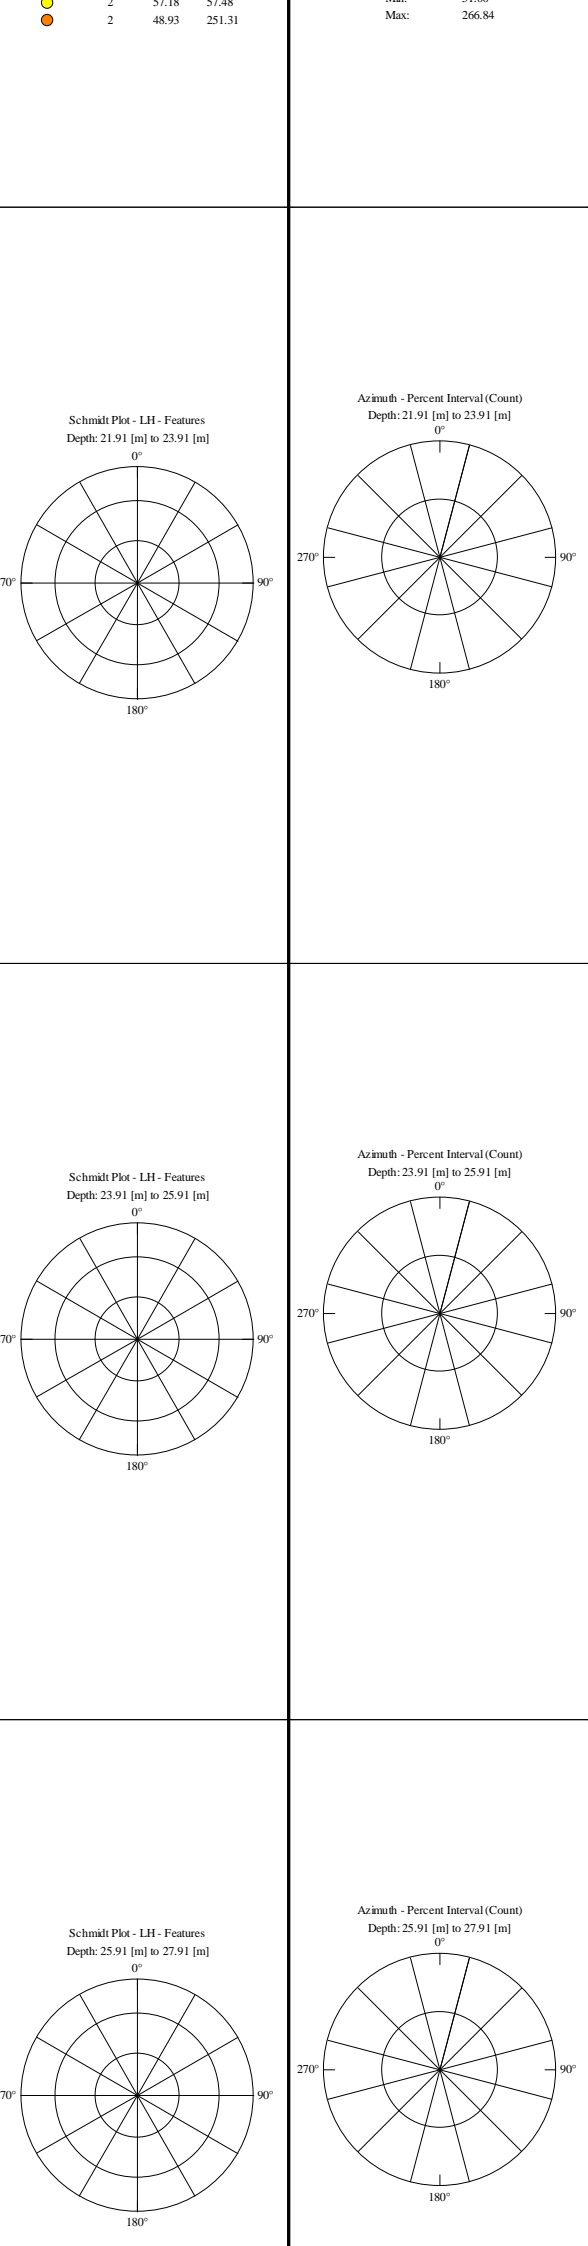 2 57.18 57.48
2 48.93 251.31
Max: 266.84
Schmidt Plot - LH - Features
Depth: 21.91 [m] to 23.91 [m]
0°
70°
90°
180°
Azimuth - Percent Interval (Count)
Depth: 21.91 [m] to 23.91 [m]
0°
270°
90°
180°
Schmidt Plot - LH - Features
Depth: 23.91 [m] to 25.91 [m]
0°
70°
90°
180°
Azimuth - Percent Interval (Count)
Depth: 23.91 [m] to 25.91 [m]
0°
270°
90°
180°
Schmidt Plot - LH - Features
Depth: 25.91 [m] to 27.91 [m]
0°
70°
90°
180°
Azimuth - Percent Interval (Count)
Depth: 25.91 [m] to 27.91 [m]
0°
270°
90°
180°